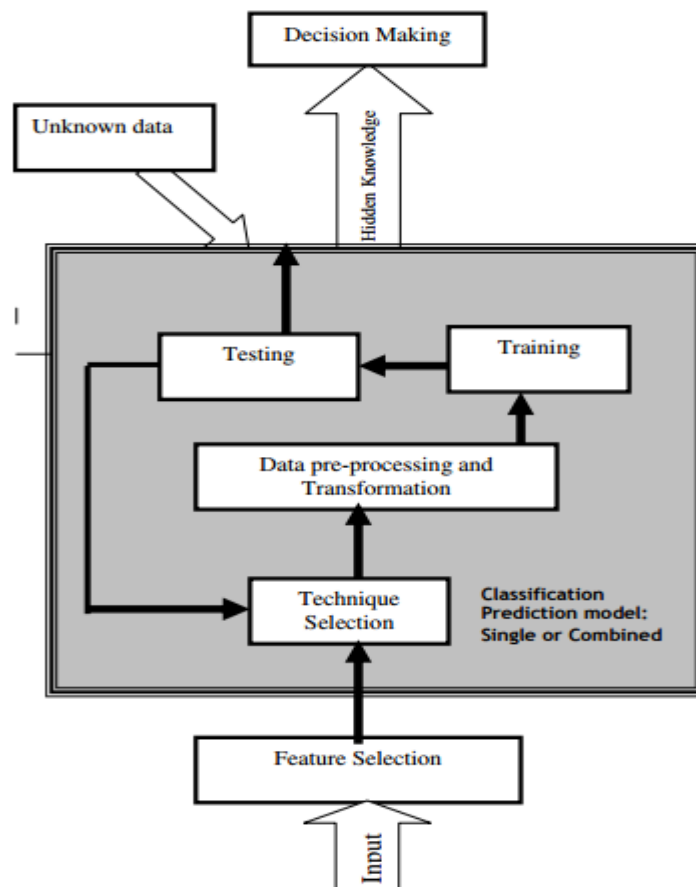 Decision Making
Unknown data
Hidden Knowledge
Testing
Training
Data pre-processing and
Transformation
Technique
Selection
Classification
Prediction model:
Single or Combined
Feature Selection
Input